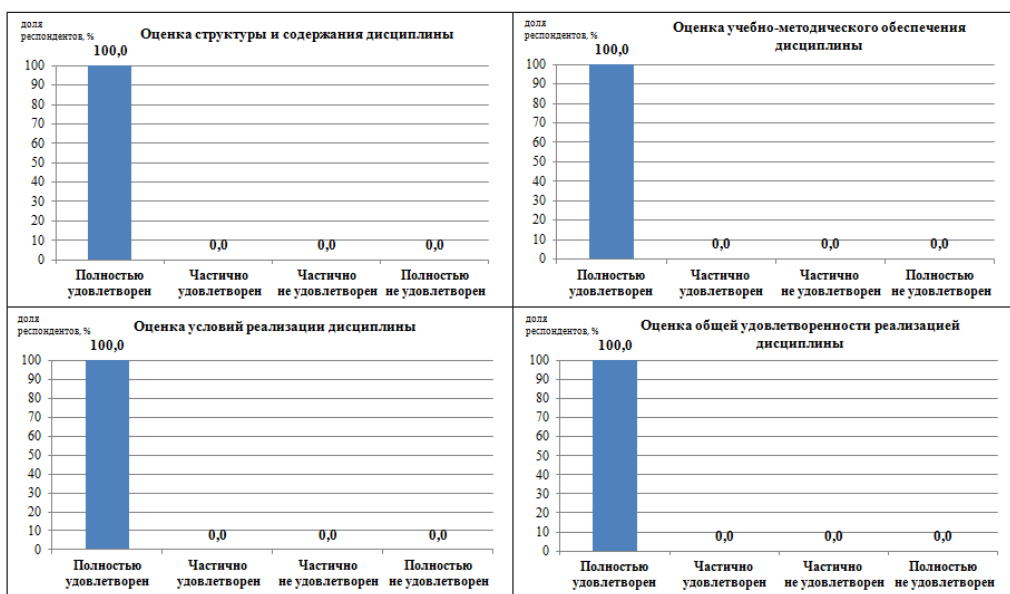 доля
респондентов, %
Оценка структуры и содержания дисциплины
100,0
100
90
80
70
60
50
40
30
20
10
0
0,0 0,0 0,0
Полностью удовлетворен Частично удовлетворен Частично не удовлетворен Полностью не удовлетворен
доля
респондентов, %
Оценка учебно-методического обеспечения
дисциплины
100,0
100
90
80
70
60
50
40
30
20
10
0
0,0 0,0 0,0
Полностью удовлетворен Частично удовлетворен Частично не удовлетворен Полностью не удовлетворен
доля
респондентов, %
Оценка условий реализации дисциплины
100,0
100
90
80
70
60
50
40
30
20
10
0
0,0 0,0 0,0
Полностью удовлетворен Частично удовлетворен Частично не удовлетворен Полностью не удовлетворен
доля
респондентов, %
Оценка общей удовлетворенности реализацией
дисциплины
100,0
100
90
80
70
60
50
40
30
20
10
0
0,0 0,0 0,0
Полностью удовлетворен Частично удовлетворен Частично не удовлетворен Полностью не удовлетворен